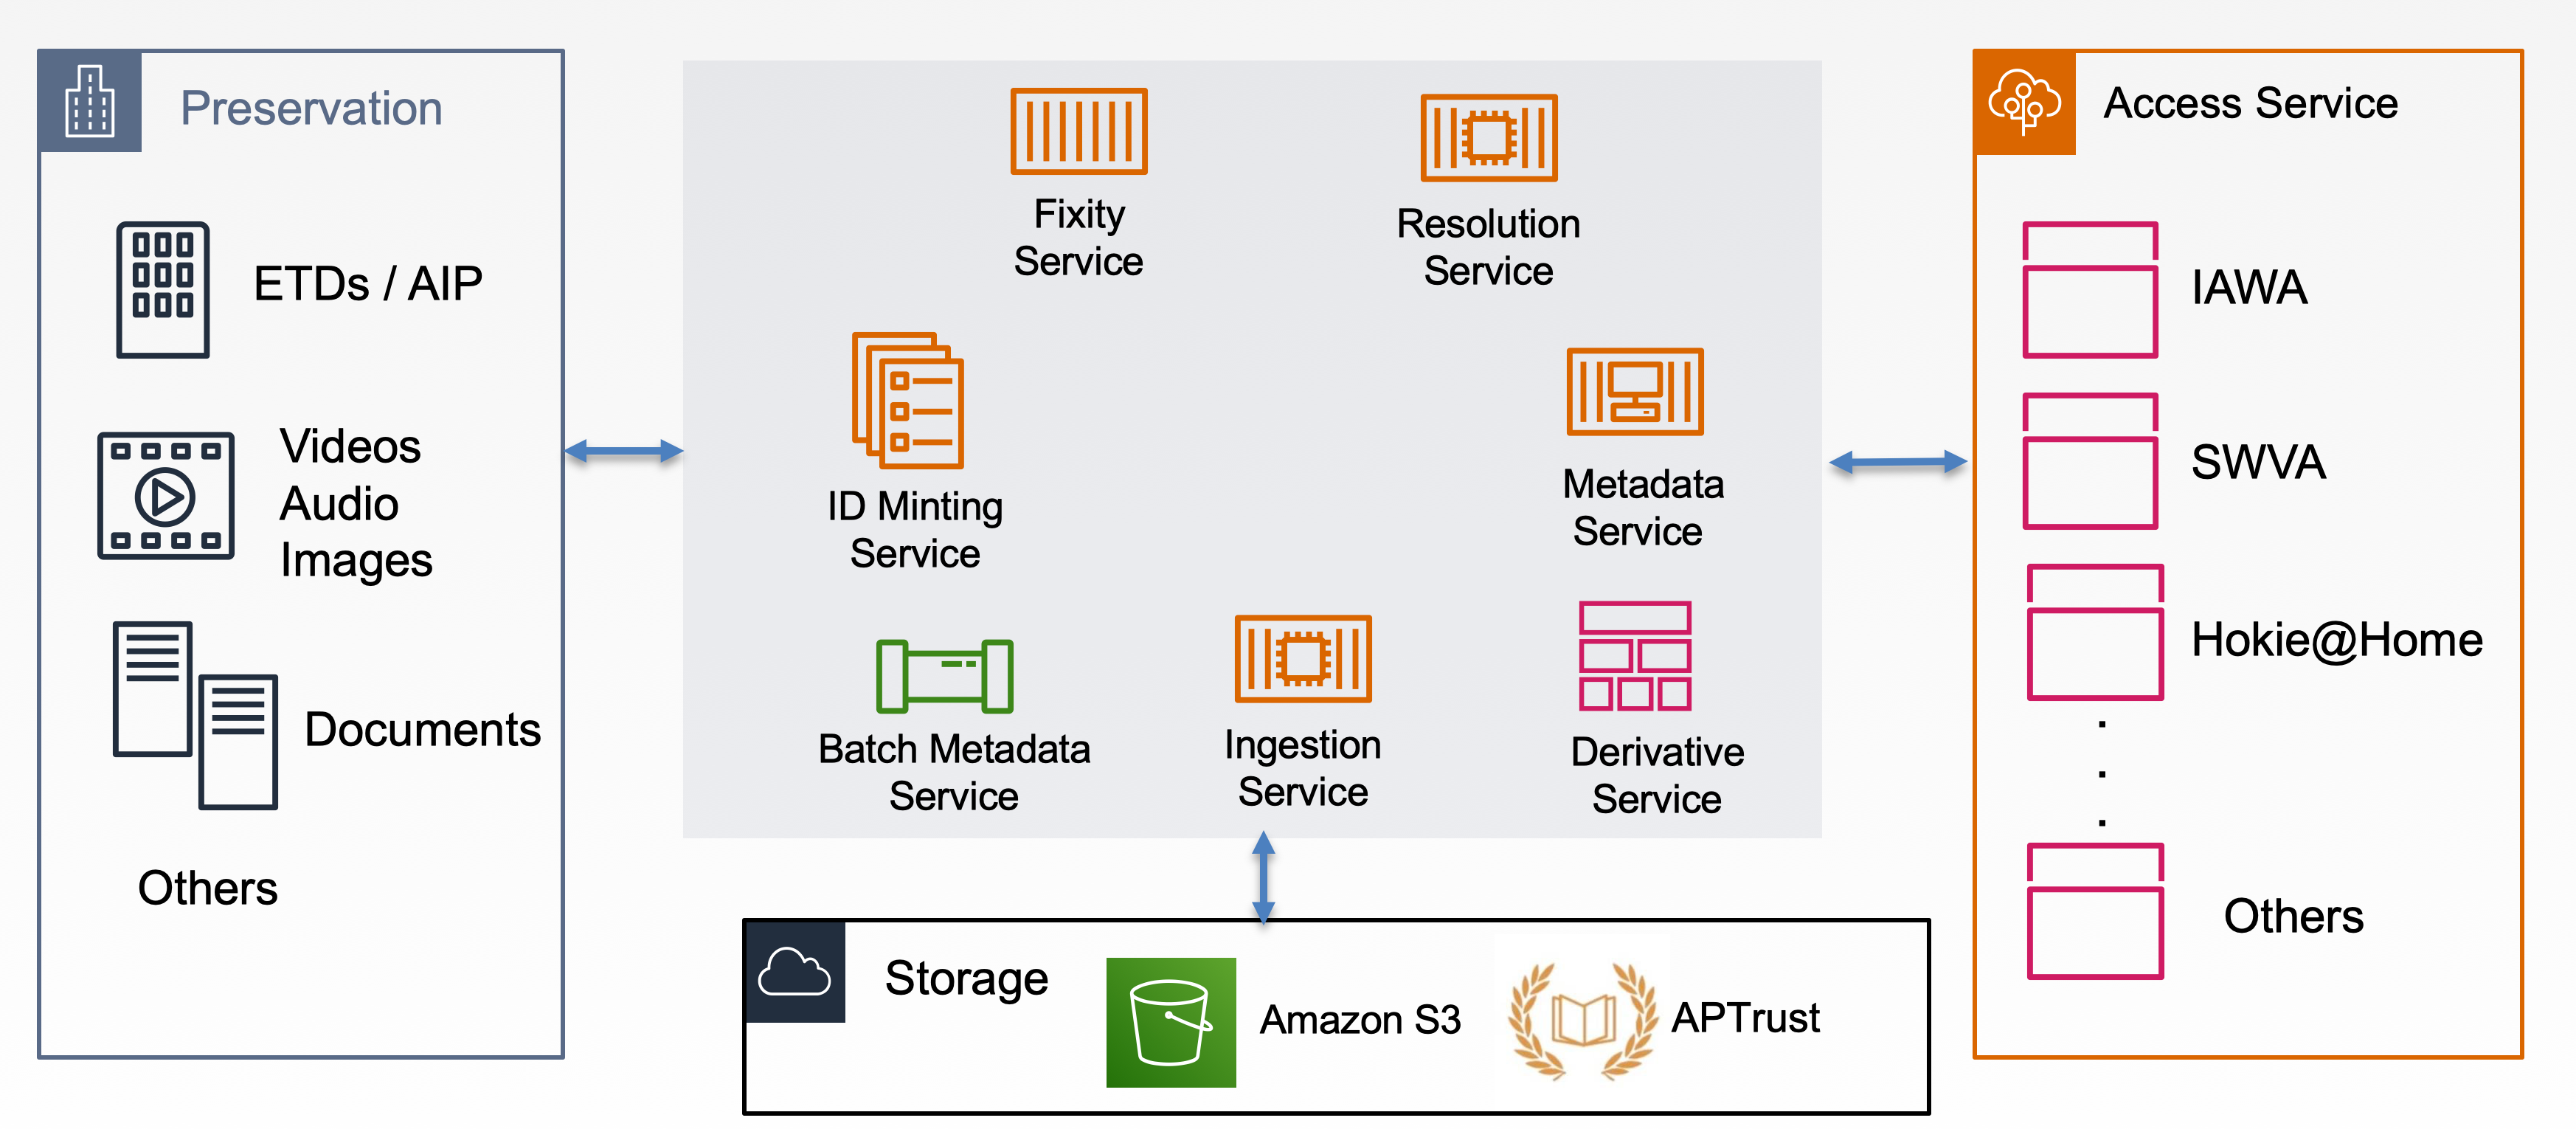 Preservation
ETDs / AIP
Videos
Audio
Images
Documents
Others
Fixity
Service
Resolution
Service
ID Minting
Service
Metadata
Service
Batch Metadata
Service
Ingestion
Service
Derivative
Service
Storage
Amazon S3
APTrust
Access Service
IAWA
SWVA
Hokie@Home
.
.
.
Others